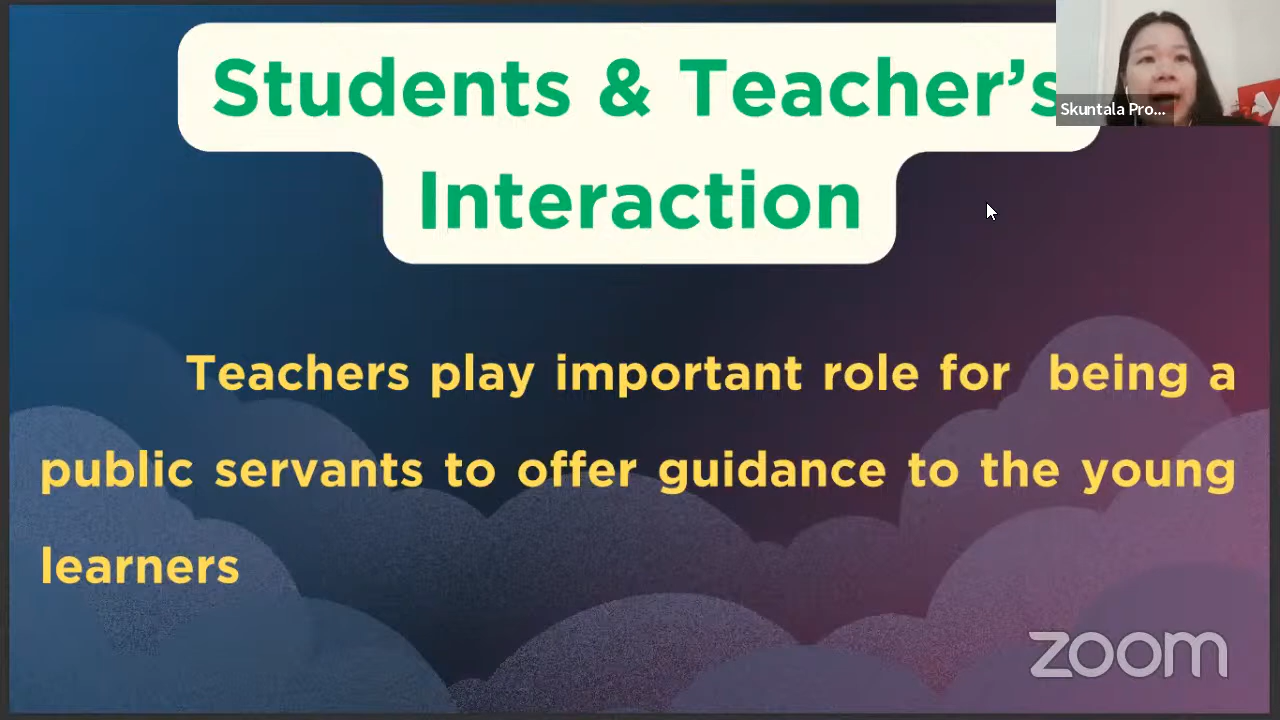 Students & Teacher's
Interaction
Skuntala Pro...
Teachers play important role for being a
public servants to offer guidance to the young
learners
zoom